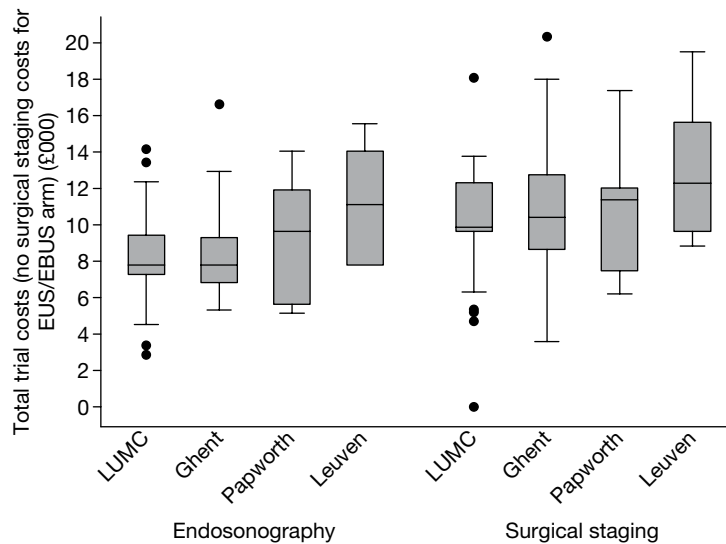 Total trial costs (no surgical staging costs for
EUS/EBUS arm) (£000)
20
18
16
14
12
10
8
6
4
2
0
LUMC
Ghent
Papworth
Leuven
LUMC
Ghent
Papworth
Leuven
Endosonography
Surgical staging